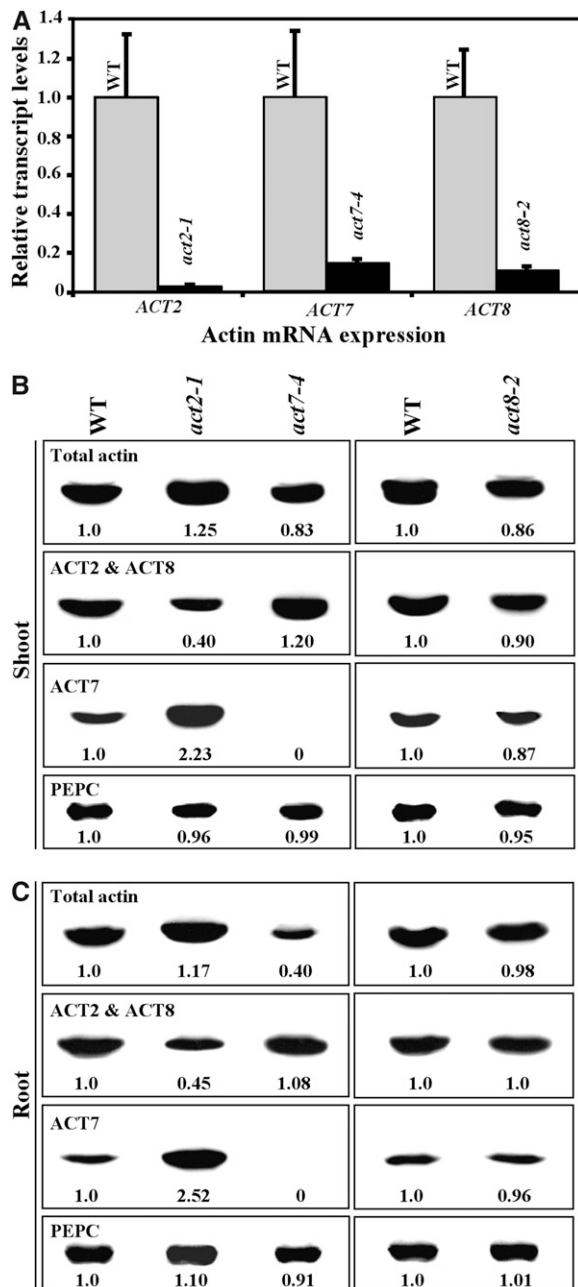 A
Relative transcript levels
1.4
1.2
1.0
0.8
0.6
0.4
0.2
0
WT
act2-1
WT
act7-4
WT
act8-2
ACT2
ACT7
ACT8
Actin mRNA expression
B
WT
act2-1
act7-4
WT
act8-2
Shoot
Total actin
1.0 1.25 0.83 1.0 0.86
ACT2 & ACT8
1.0 0.40 1.20 1.0 0.90
ACT7
1.0 2.23 0 1.0 0.87
PEPC
1.0 0.96 0.99 1.0 0.95
C
Root
Total actin
1.0 1.17 0.40 1.0 0.98
ACT2 & ACT8
1.0 0.45 1.08 1.0 1.0
ACT7
1.0 2.52 0 1.0 0.96
PEPC
1.0 1.10 0.91 1.0 1.01